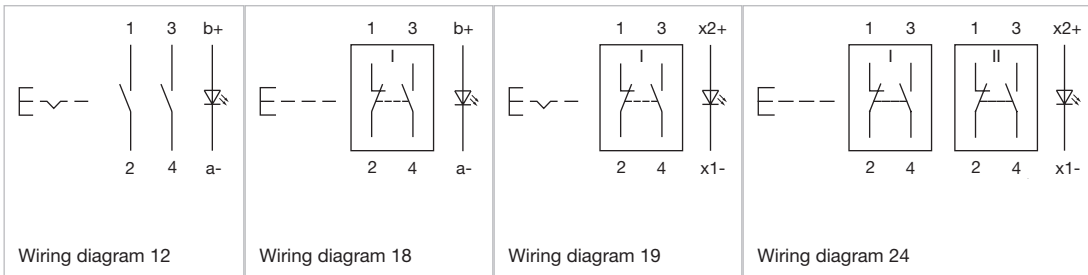 1 3 b+
2 4 a-
Wiring diagram 12
1 3 b+
I
2 4 a-
Wiring diagram 18
1 3 x2+
I
2 4 x1-
Wiring diagram 19
1 3 1 3 x2+
I II
2 4 2 4 x1-
Wiring diagram 24